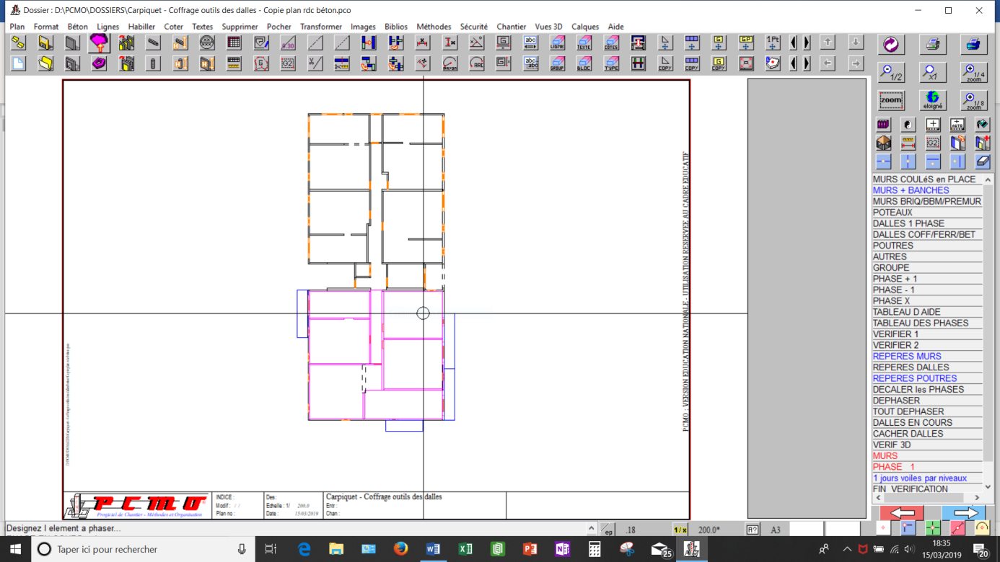 Dossier : D:\PCMO\DOSSIERS\Carpiquet - Coffrage outils des dalles - Copie plan rdc béton.pco
Plan Format Béton Lignes Habiller Coter Textes Supprimer Pocher Transformer Images Biblios Méthodes Sécurité Chantier Vues 3D Calques Aide
0.30
abc
LIGNE
TEXTE
COTES
G
GP
1Pt
G
G2
RAYON
ARC
G
abc
abc
GROUP
BLOC
TYPE
COPY
COPY
G
COPY
1/2
x1
1/4
zoom
zoom
eloigné
1/8
zoom
AUTO
G2
MURS COULéS en PLACE
MURS + BANCHES
MURS BRIQ/BBM/PREMUR
POTEAUX
DALLES 1 PHASE
DALLES COFF/FERR/BET
POUTRES
AUTRES
GROUPE
PHASE + 1
PHASE - 1
PHASE X
TABLEAU D AIDE
TABLEAU DES PHASES
VERIFIER 1
VERIFIER 2
REPERES MURS
REPERES DALLES
REPERES POUTRES
DECALER les PHASES
DEPHASER
TOUT DEPHASER
DALLES EN COURS
CACHER DALLES
VERIF 3D
MURS
PHASE 1
1 jours voiles par niveaux
FIN VERIFICATION
PCMO : VERSION EDUCATION NATIONALE - UTILISATION RESERVEE AU CADRE EDUCATIF
PCMO
Progiciel de Chantier - Méthodes et Organisation
INDICE :
Modif : / /
Plan no :
Des :
Echelle : 1/ 200.0
Date : 15/03/2019
Carpiquet - Coffrage outils des dalles
Entr :
Chan :
Designez l element a phaser...
ep .18
1/x 200.0*
R?
A3
Taper ici pour rechercher
25
18:35
15/03/2019
20